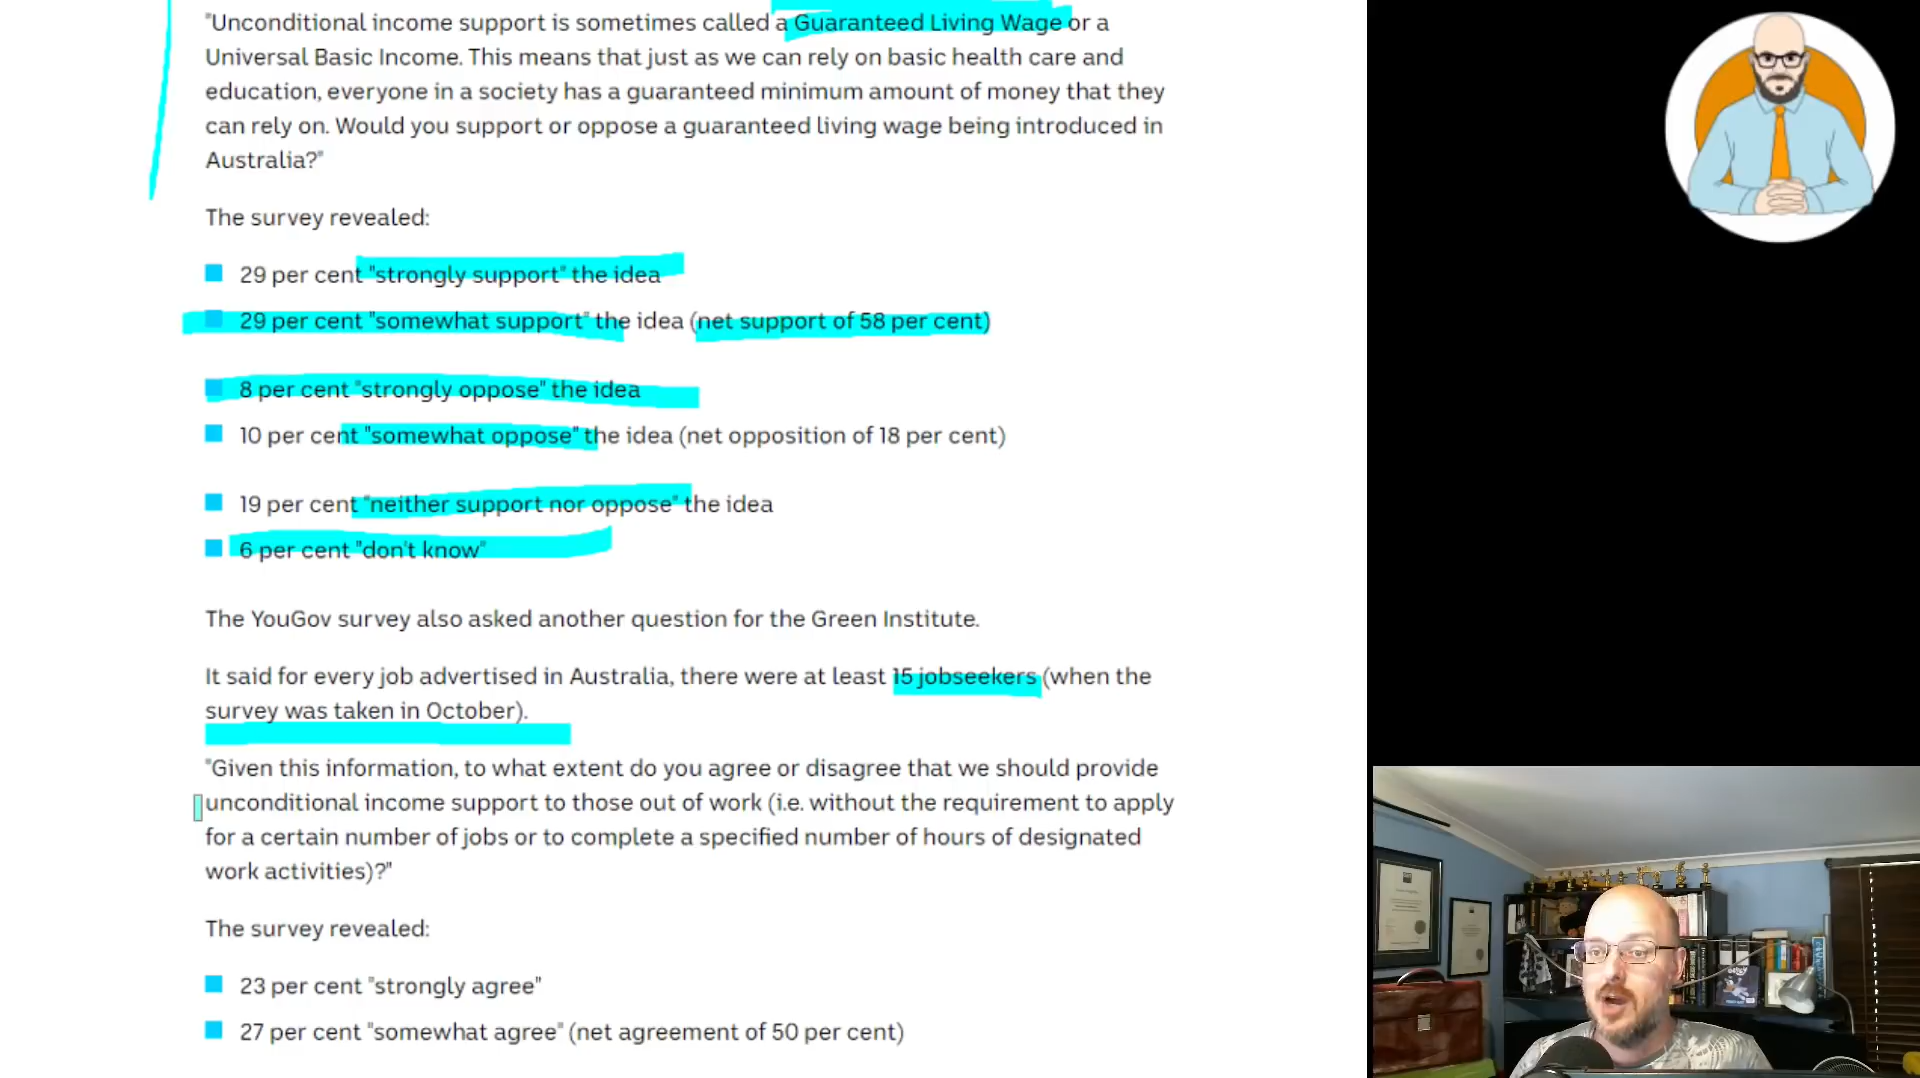 "Unconditional income support is sometimes called a Guaranteed Living Wage or a
Universal Basic Income. This means that just as we can rely on basic health care and
education, everyone in a society has a guaranteed minimum amount of money that they
can rely on. Would you support or oppose a guaranteed living wage being introduced in
Australia?"
The survey revealed:
29 per cent "strongly support" the idea
29 per cent "somewhat support" the idea (net support of 58 per cent)
8 per cent "strongly oppose" the idea
10 per cent "somewhat oppose" the idea (net opposition of 18 per cent)
19 per cent "neither support nor oppose" the idea
6 per cent "don't know"
The YouGov survey also asked another question for the Green Institute.
It said for every job advertised in Australia, there were at least 15 jobseekers (when the
survey was taken in October).
"Given this information, to what extent do you agree or disagree that we should provide
unconditional income support to those out of work (i.e. without the requirement to apply
for a certain number of jobs or to complete a specified number of hours of designated
work activities)?"
The survey revealed:
23 per cent "strongly agree"
27 per cent "somewhat agree" (net agreement of 50 per cent)